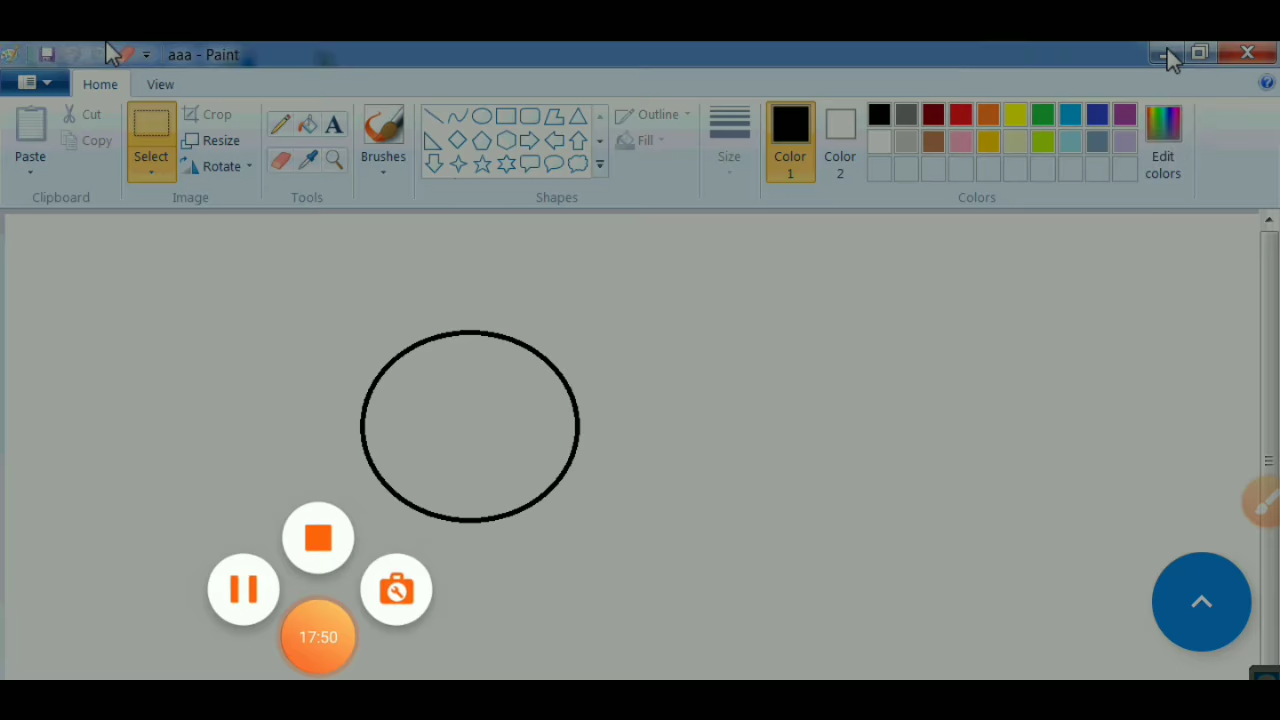 aaa - Paint
Home View
Paste
Cut
Copy
Clipboard
Select
Crop
Resize
Rotate
Image
A
Tools
Brushes
Outline
Fill
Shapes
Size
Color
1
Color
2
Edit
colors
Colors
17:50